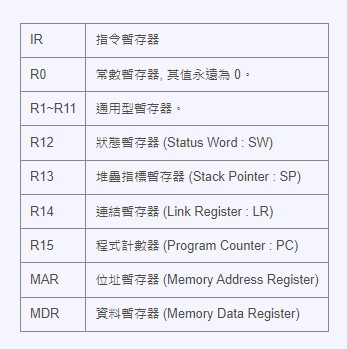 IR 指令暫存器
R0 常數暫存器, 其值永遠為 0。
R1~R11 通用型暫存器。
R12 狀態暫存器 (Status Word : SW)
R13 堆疊指標暫存器 (Stack Pointer : SP)
R14 連結暫存器 (Link Register : LR)
R15 程式計數器 (Program Counter : PC)
MAR 位址暫存器 (Memory Address Register)
MDR 資料暫存器 (Memory Data Register)